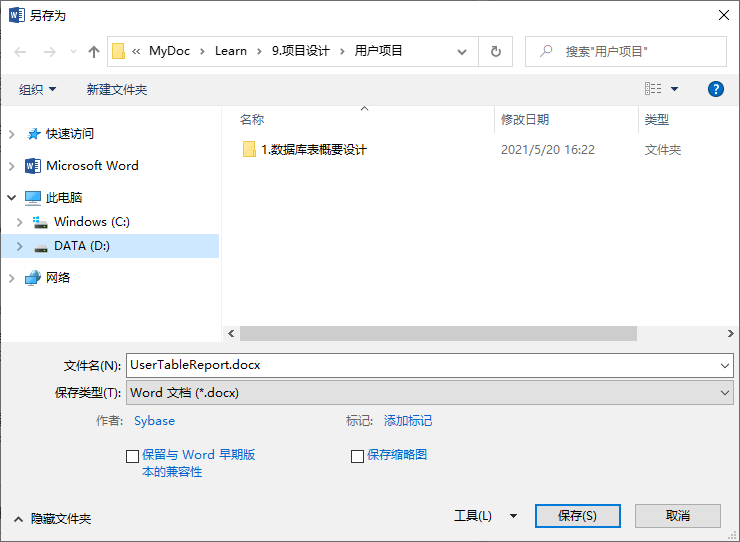 另存为
« MyDoc > Learn > 9.项目设计 > 用户项目
搜索"用户项目"
组织
新建文件夹
名称
修改日期
类型
快速访问
1.数据库表概要设计
2021/5/20 16:22
文件夹
Microsoft Word
此电脑
Windows (C:)
DATA (D:)
网络
文件名(N):
UserTableReport.docx
保存类型(T):
Word 文档 (*.docx)
作者:
Sybase
标记:
添加标记
保留与 Word 早期版
本的兼容性
保存缩略图
隐藏文件夹
工具(L)
保存(S)
取消